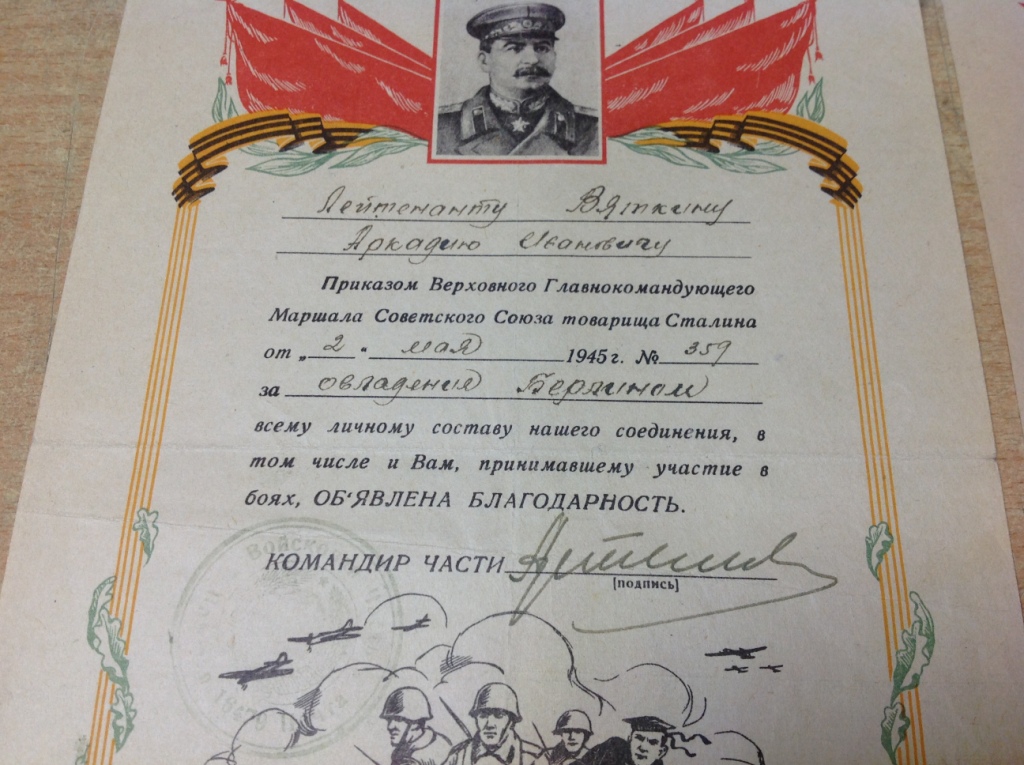 Лейтенанту Вяткину
Аркадию Ивановичу
Приказом Верховного Главнокомандующего
Маршала Советского Союза товарища Сталина
от „2“ мая 1945 г. № 359
за овладения Берлином
всему личному составу нашего соединения, в
том числе и Вам, принимавшему участие в
боях, ОБ‘ЯВЛЕНА БЛАГОДАРНОСТЬ.
КОМАНДИР ЧАСТИ
[подпись]